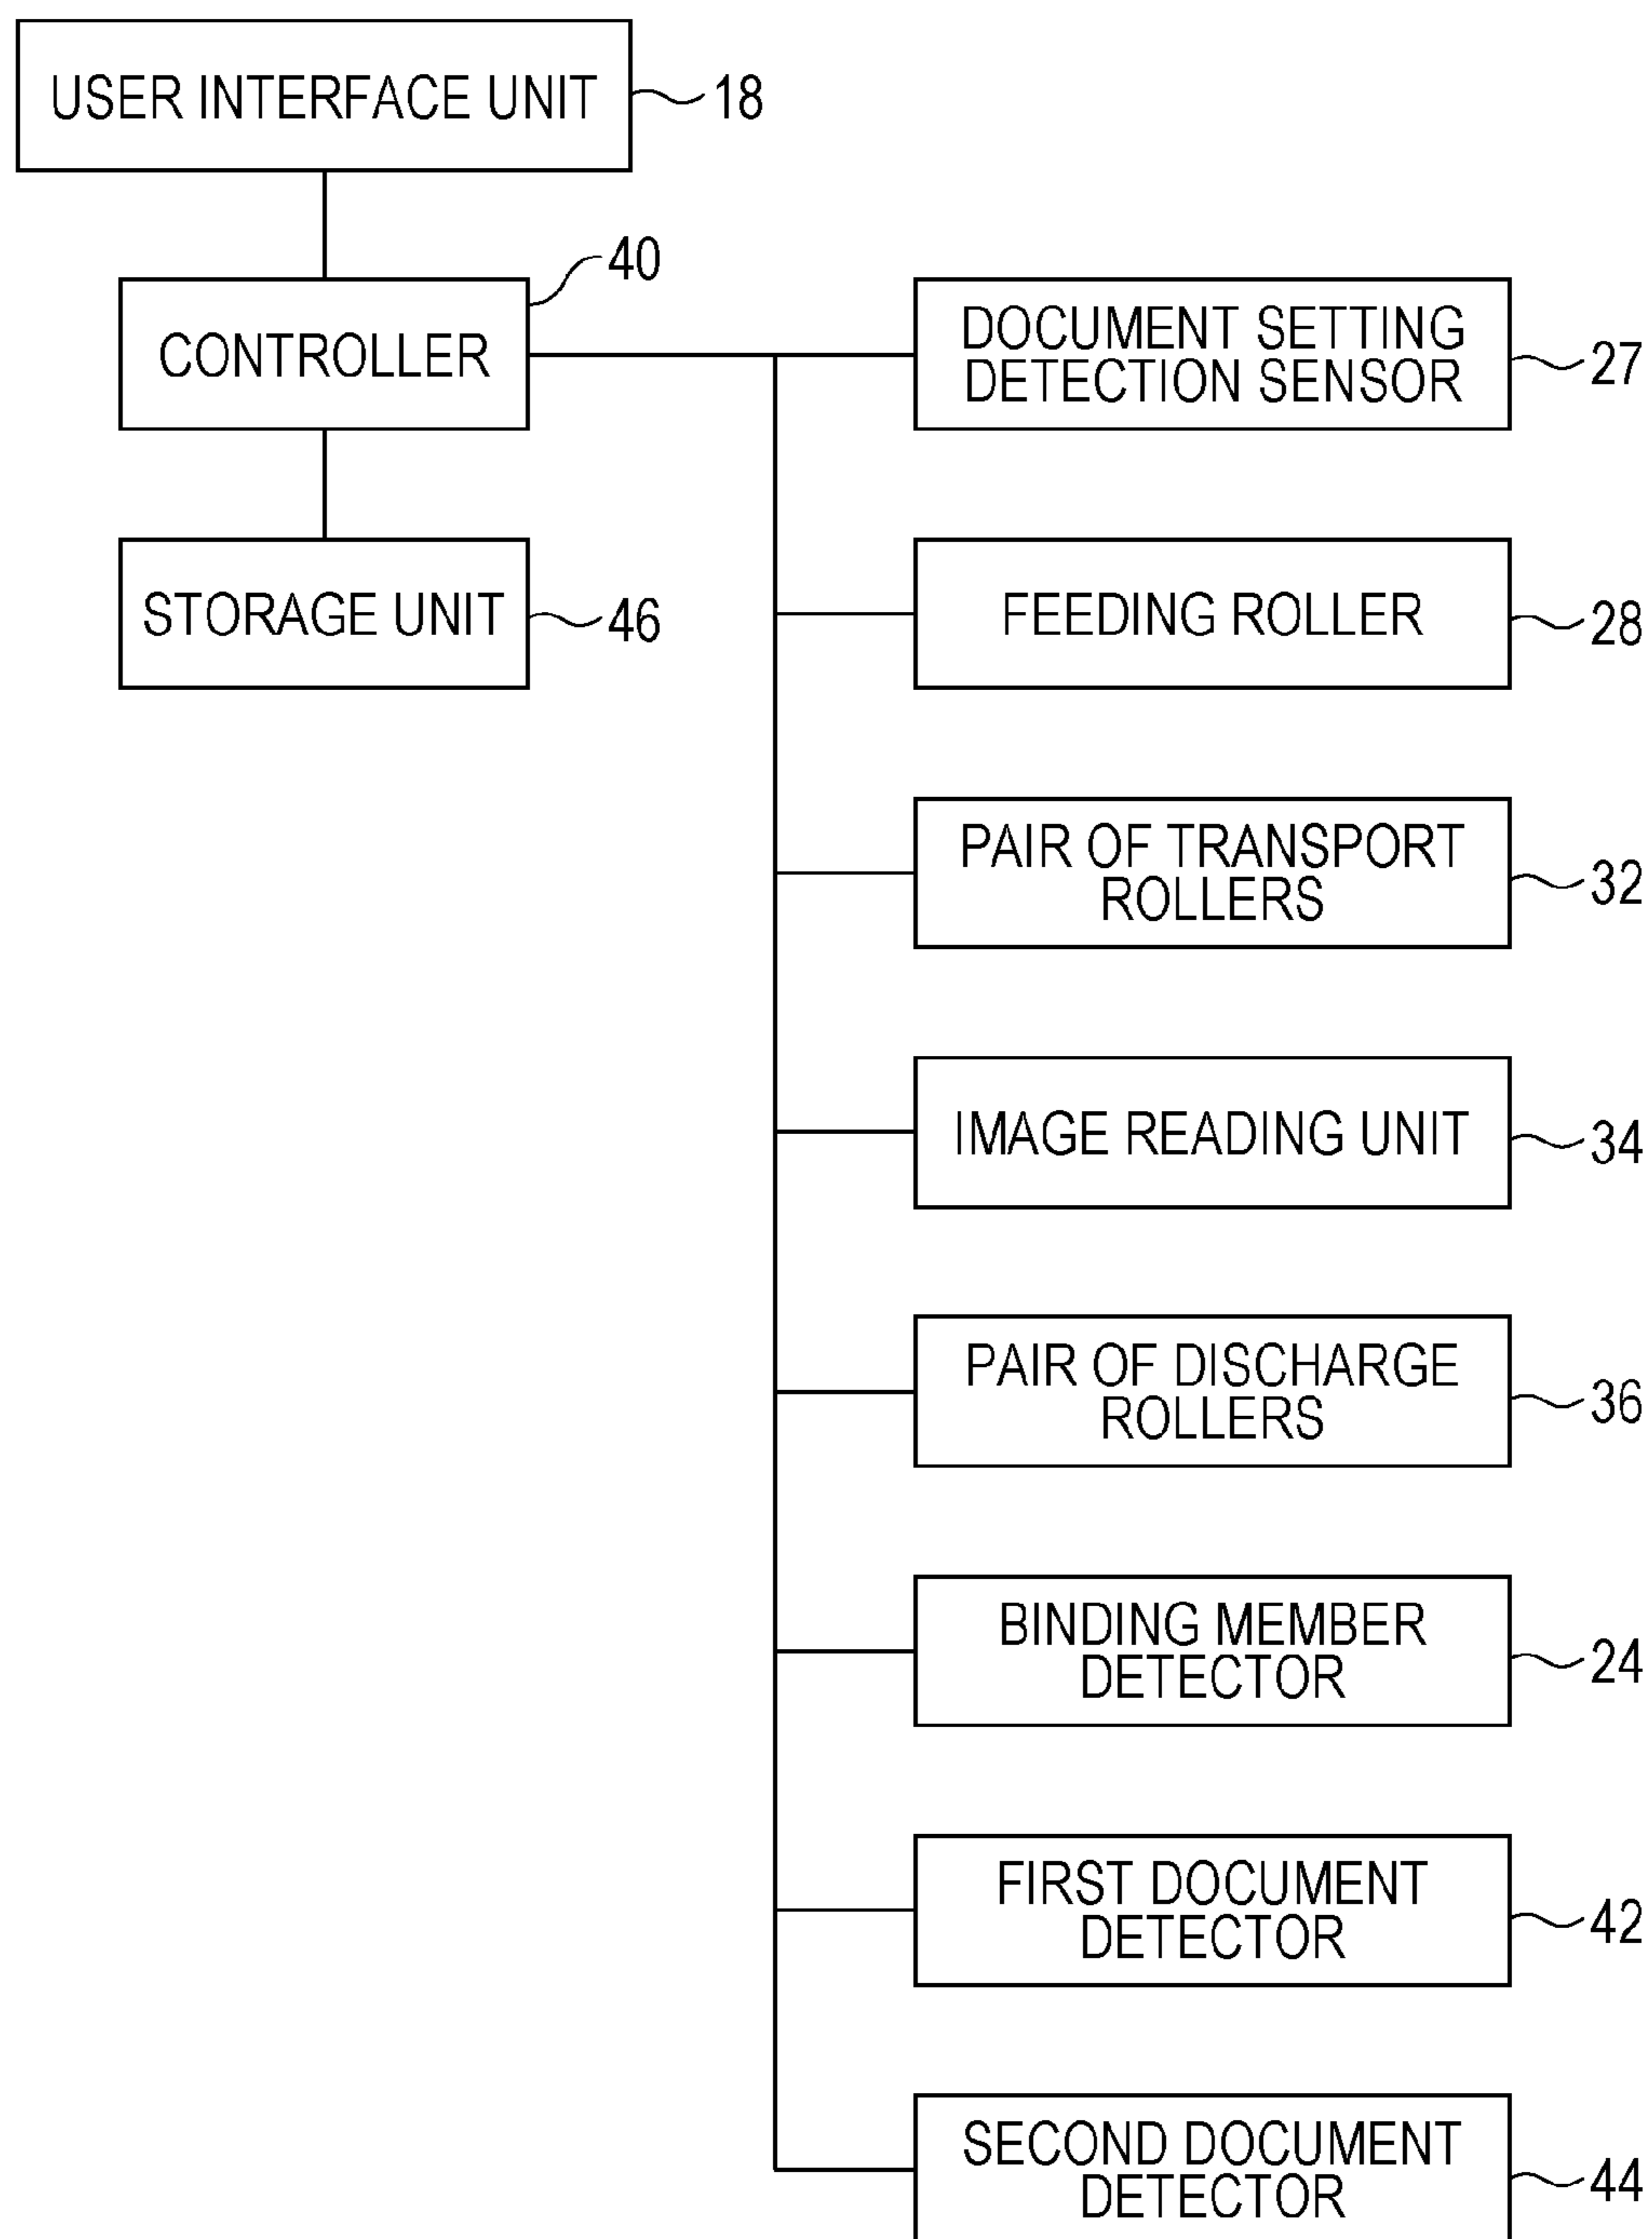 USER INTERFACE UNIT
18
40
CONTROLLER
STORAGE UNIT
46
DOCUMENT SETTING
DETECTION SENSOR
27
FEEDING ROLLER
28
PAIR OF TRANSPORT
ROLLERS
32
IMAGE READING UNIT
34
PAIR OF DISCHARGE
ROLLERS
36
BINDING MEMBER
DETECTOR
24
FIRST DOCUMENT
DETECTOR
42
SECOND DOCUMENT
DETECTOR
44